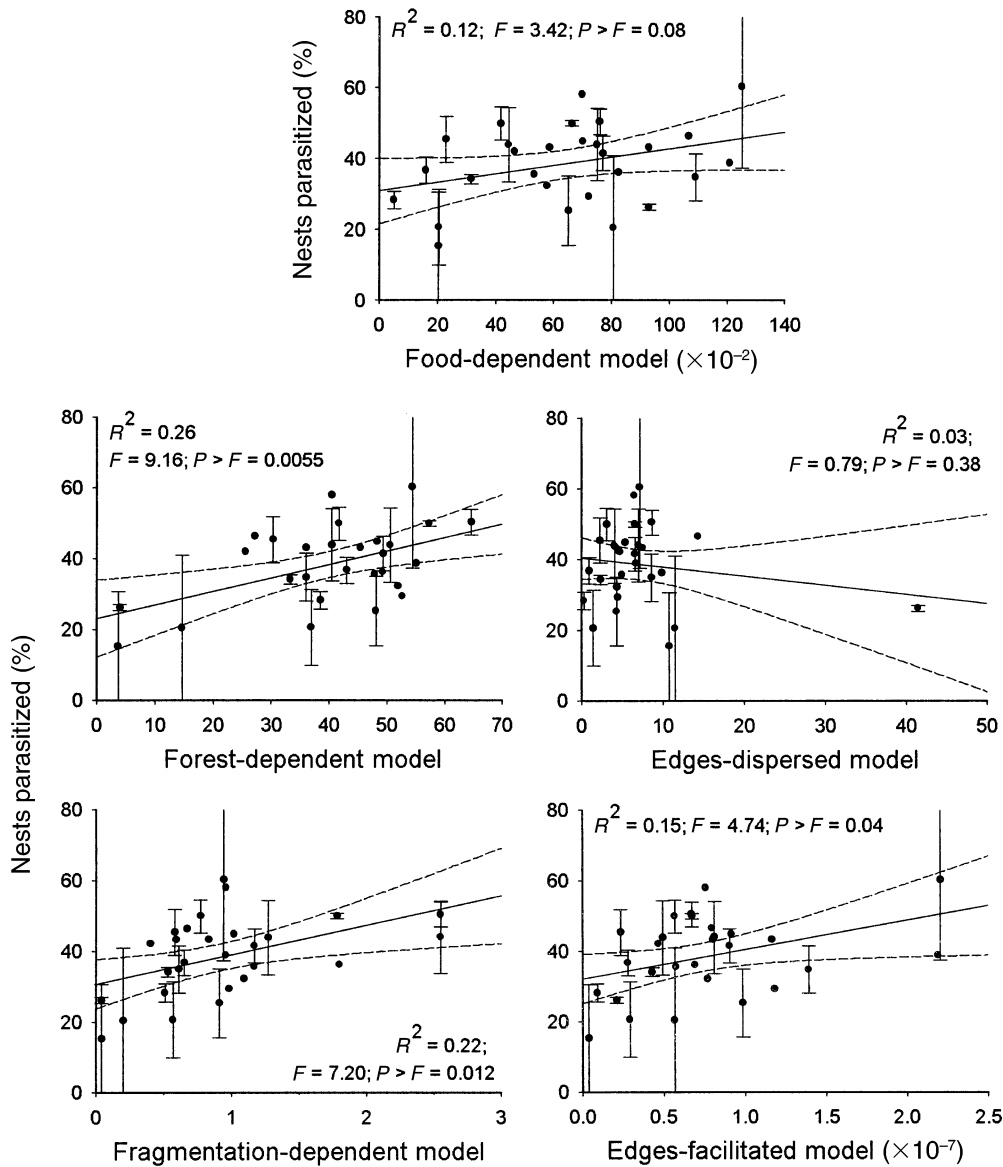 R² = 0.12; F = 3.42; P > F = 0.08
Nests parasitized (%)
80
60
40
20
0
0 20 40 60 80 100 120 140
Food-dependent model (×10⁻²)
R² = 0.26
F = 9.16; P > F = 0.0055
80
60
40
20
0
0 10 20 30 40 50 60 70
Forest-dependent model
R² = 0.03;
F = 0.79; P > F = 0.38
80
60
40
20
0
0 10 20 30 40 50
Edges-dispersed model
Nests parasitized (%)
80
60
40
20
0
R² = 0.22;
F = 7.20; P > F = 0.012
0 1 2 3
Fragmentation-dependent model
R² = 0.15; F = 4.74; P > F = 0.04
80
60
40
20
0
0.0 0.5 1.0 1.5 2.0 2.5
Edges-facilitated model (×10⁻⁷)